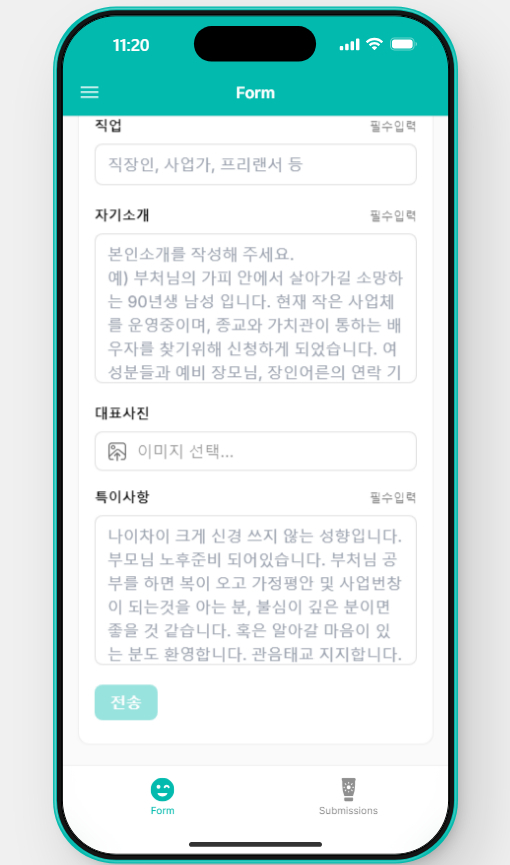 11:20
Form
직업 필수입력
직장인, 사업가, 프리랜서 등
자기소개 필수입력
본인소개를 작성해 주세요.
예) 부처님의 가피 안에서 살아가길 소망하
는 90년생 남성 입니다. 현재 작은 사업체
를 운영중이며, 종교와 가치관이 통하는 배
우자를 찾기위해 신청하게 되었습니다. 여
성분들과 예비 장모님, 장인어른의 연락 기
대표사진
이미지 선택...
특이사항 필수입력
나이차이 크게 신경 쓰지 않는 성향입니다.
부모님 노후준비 되어있습니다. 부처님 공
부를 하면 복이 오고 가정평안 및 사업번창
이 되는것을 아는 분, 불심이 깊은 분이면
좋을 것 같습니다. 혹은 알아갈 마음이 있
는 분도 환영합니다. 관음태교 지지합니다.
전송
Form Submissions